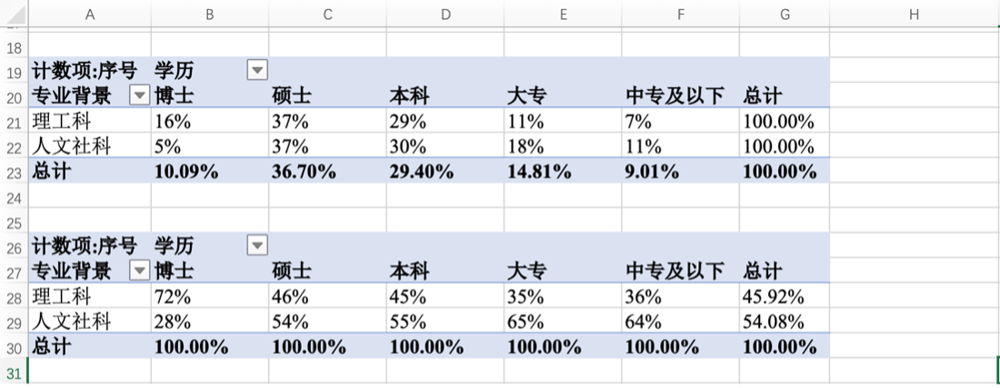 A B C D E F G H
18
19 计数项:序号 学历
20 专业背景 博士 硕士 本科 大专 中专及以下 总计
21 理工科 16% 37% 29% 11% 7% 100.00%
22 人文社科 5% 37% 30% 18% 11% 100.00%
23 总计 10.09% 36.70% 29.40% 14.81% 9.01% 100.00%
24
25
26 计数项:序号 学历
27 专业背景 博士 硕士 本科 大专 中专及以下 总计
28 理工科 72% 46% 45% 35% 36% 45.92%
29 人文社科 28% 54% 55% 65% 64% 54.08%
30 总计 100.00% 100.00% 100.00% 100.00% 100.00% 100.00%
31